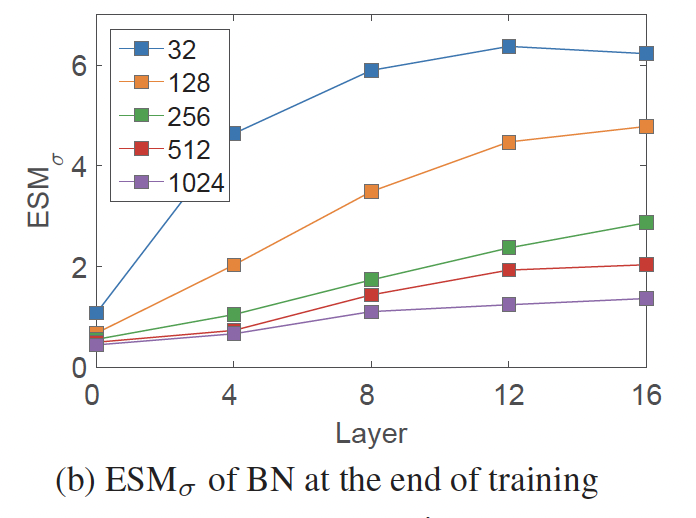 6
4
2
0
ESMσ
32
128
256
512
1024
0 4 8 12 16
Layer
(b) ESMσ of BN at the end of training